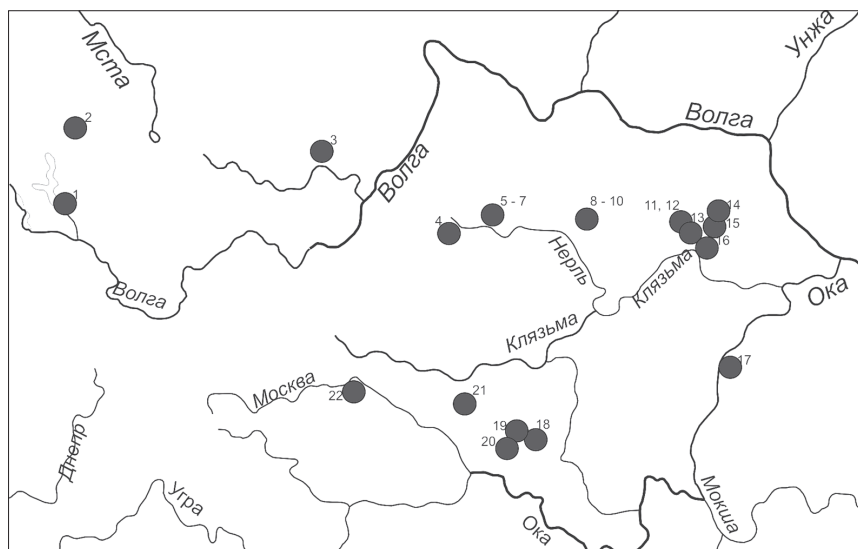 Мста
Унжа
Волга
2
3
Волга
1
4
5 - 7
8 - 10
11, 12
14
13
15
16
Нерль
Клязьма
Ока
Волга
Клязьма
17
Москва
22
21
19
18
20
Днепр
Угра
Ока
Мокша